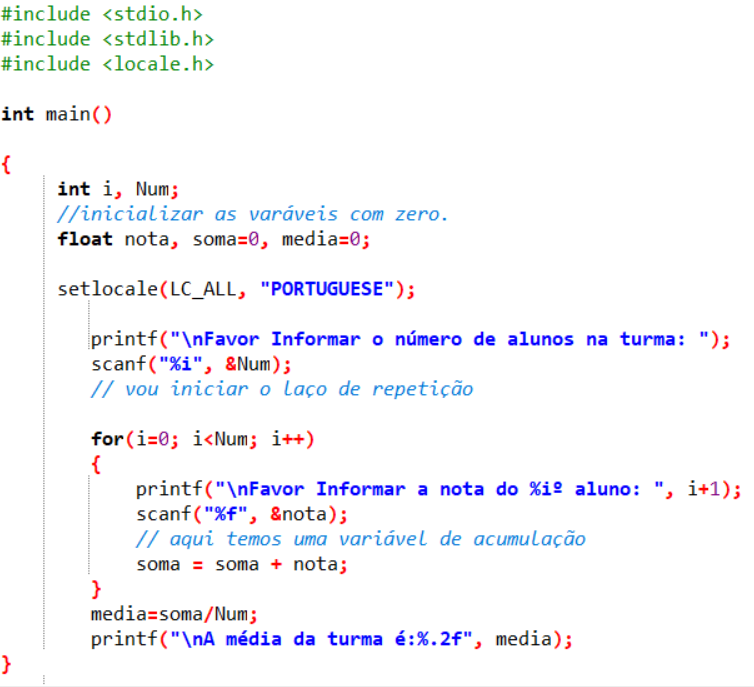 #include <stdio.h>
#include <stdlib.h>
#include <locale.h>
int main()
{
int i, Num;
//inicializar as varáveis com zero.
float nota, soma=0, media=0;
setlocale(LC_ALL, "PORTUGUESE");
printf("\nFavor Informar o número de alunos na turma: ");
scanf("%i", &Num);
// vou iniciar o laço de repetição
for(i=0; i<Num; i++)
{
printf("\nFavor Informar a nota do %iº aluno: ", i+1);
scanf("%f", &nota);
// aqui temos uma variável de acumulação
soma = soma + nota;
}
media=soma/Num;
printf("\nA média da turma é:%.2f", media);
}